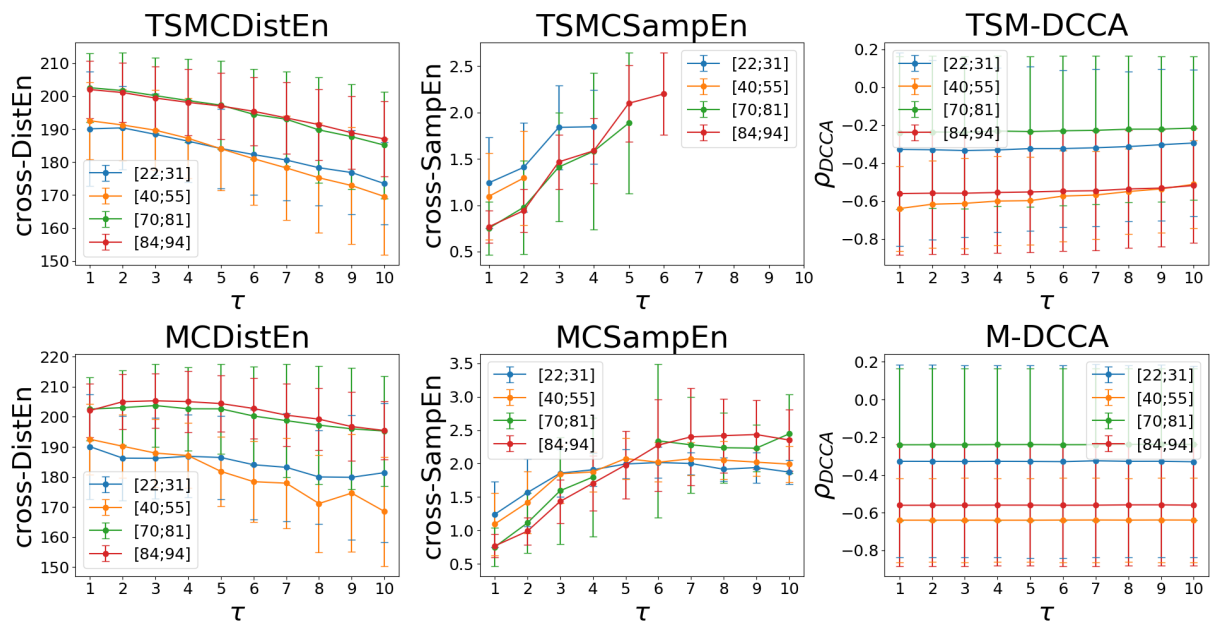 TSMCDistEn
cross-DistEn
210
200
190
180
170
160
150
[22;31]
[40;55]
[70;81]
[84;94]
1 2 3 4 5 6 7 8 9 10
τ
TSMCSampEn
cross-SampEn
2.5
2.0
1.5
1.0
0.5
[22;31]
[40;55]
[70;81]
[84;94]
1 2 3 4 5 6 7 8 9 10
τ
TSM-DCCA
ρDCCA
0.2
0.0
−0.2
−0.4
−0.6
−0.8
[22;31]
[40;55]
[70;81]
[84;94]
1 2 3 4 5 6 7 8 9 10
τ
MCDistEn
cross-DistEn
220
210
200
190
180
170
160
150
[22;31]
[40;55]
[70;81]
[84;94]
1 2 3 4 5 6 7 8 9 10
τ
MCSampEn
cross-SampEn
3.5
3.0
2.5
2.0
1.5
1.0
0.5
[22;31]
[40;55]
[70;81]
[84;94]
1 2 3 4 5 6 7 8 9 10
τ
M-DCCA
ρDCCA
0.2
0.0
−0.2
−0.4
−0.6
−0.8
[22;31]
[40;55]
[70;81]
[84;94]
1 2 3 4 5 6 7 8 9 10
τ